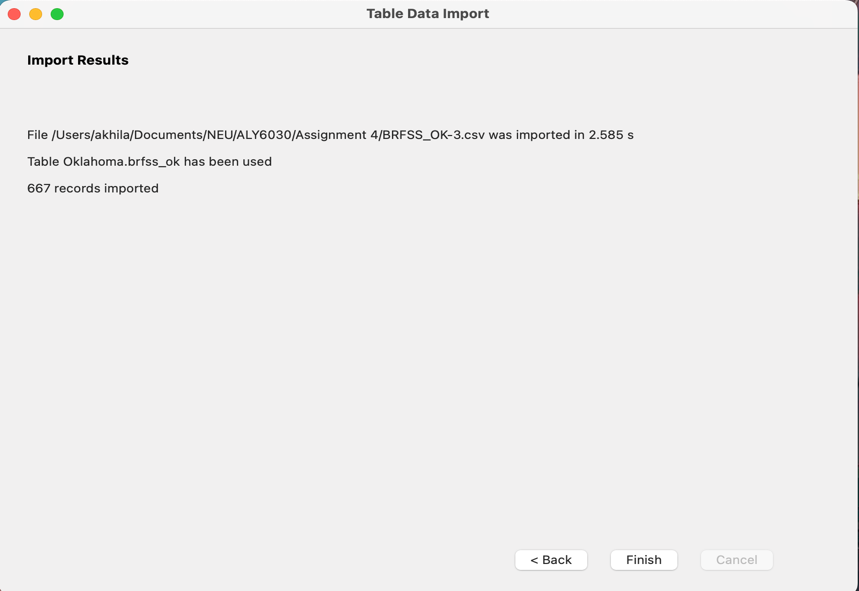 Table Data Import
Import Results
File /Users/akhila/Documents/NEU/ALY6030/Assignment 4/BRFSS_OK-3.csv was imported in 2.585 s
Table Oklahoma.brfss_ok has been used
667 records imported
< Back
Finish
Cancel